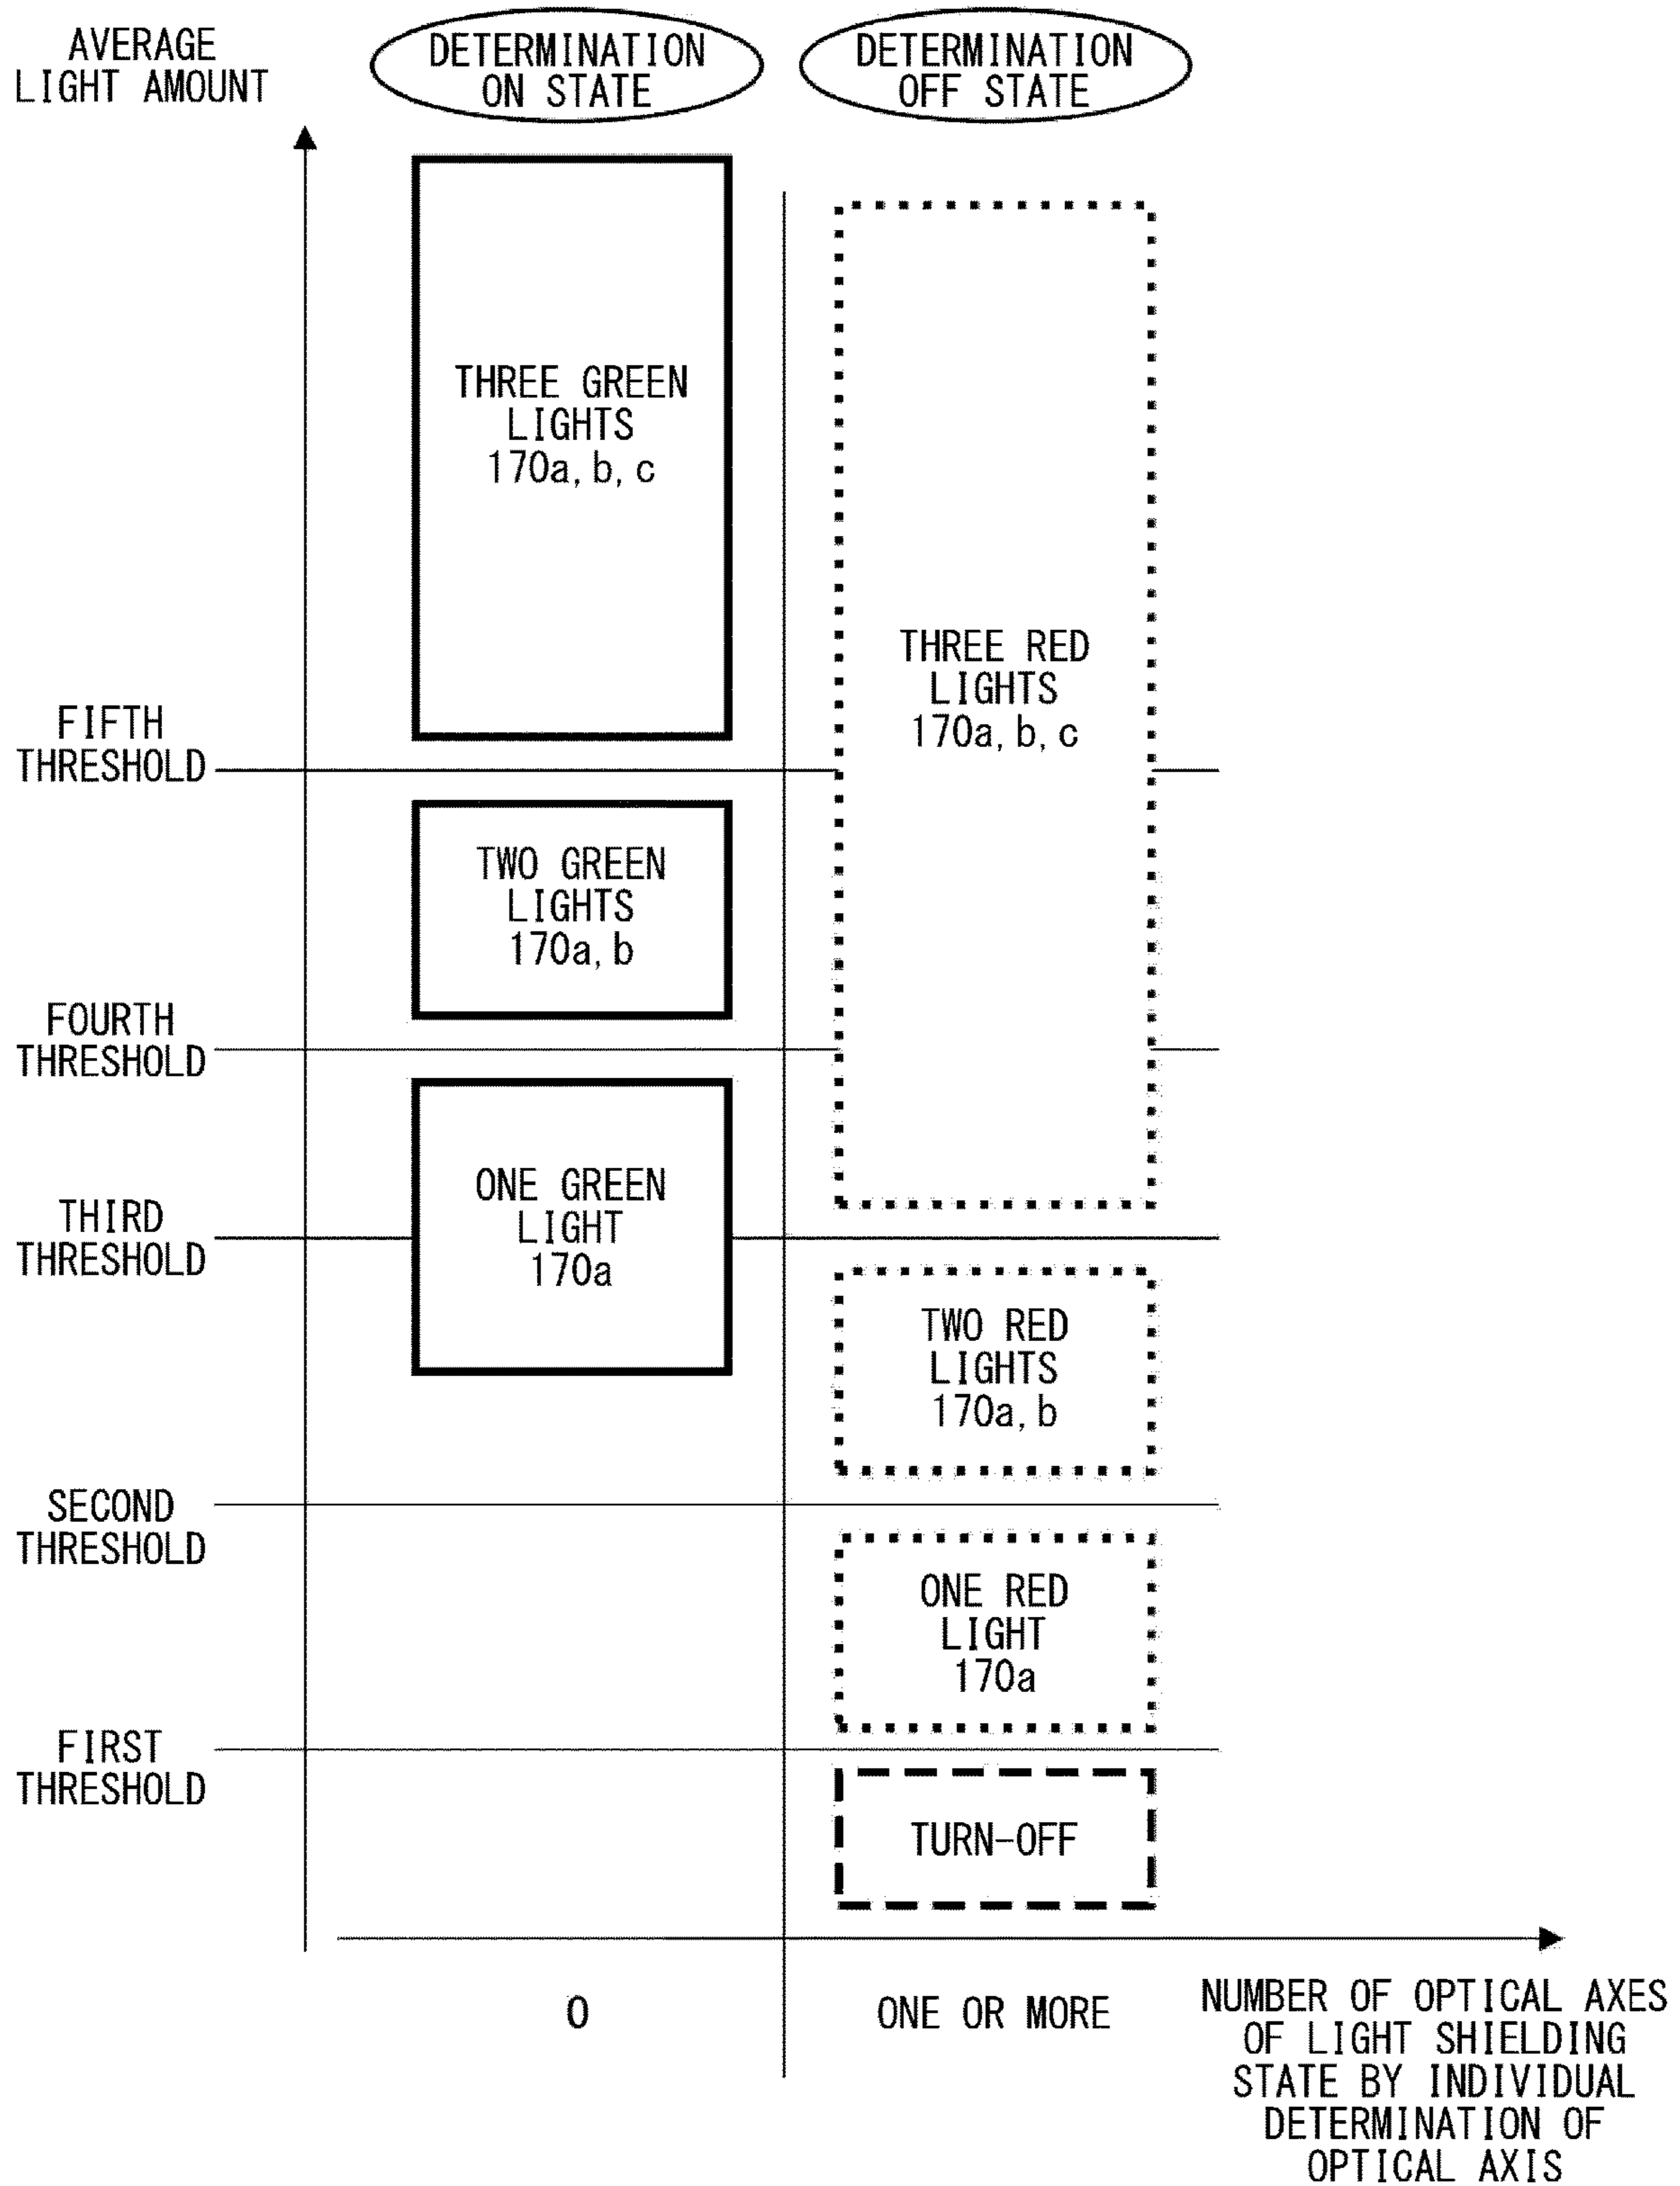 AVERAGE
LIGHT AMOUNT
DETERMINATION
ON STATE
DETERMINATION
OFF STATE
THREE GREEN
LIGHTS
170a, b, c
THREE RED
LIGHTS
170a, b, c
FIFTH
THRESHOLD
TWO GREEN
LIGHTS
170a, b
FOURTH
THRESHOLD
ONE GREEN
LIGHT
170a
THIRD
THRESHOLD
TWO RED
LIGHTS
170a, b
SECOND
THRESHOLD
ONE RED
LIGHT
170a
FIRST
THRESHOLD
TURN-OFF
0
ONE OR MORE
NUMBER OF OPTICAL AXES
OF LIGHT SHIELDING
STATE BY INDIVIDUAL
DETERMINATION OF
OPTICAL AXIS